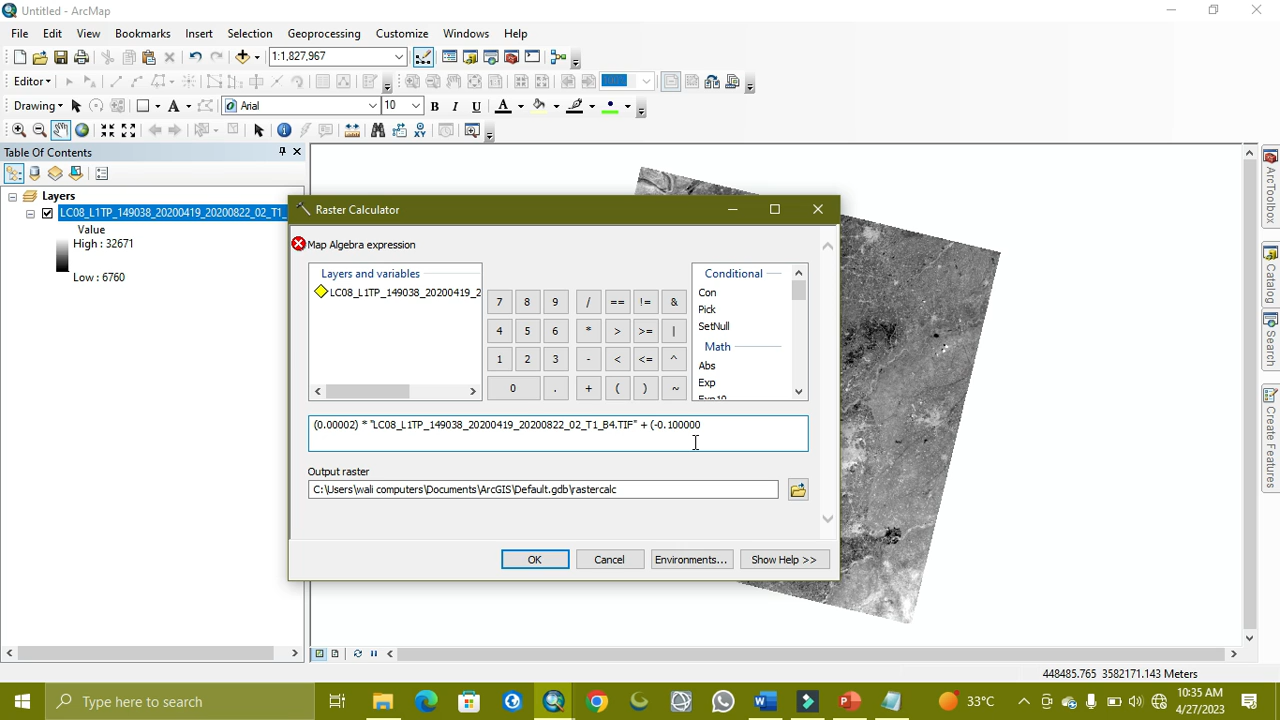 Untitled - ArcMap
File Edit View Bookmarks Insert Selection Geoprocessing Customize Windows Help
1:1,827,967
Editor
Drawing Arial 10 B I U A
Table Of Contents
Layers
LC08_L1TP_149038_20200419_20200822_02_T1_
Value
High : 32671
Low : 6760
Raster Calculator
Map Algebra expression
Layers and variables
LC08_L1TP_149038_20200419_2
7 8 9 / == != &
4 5 6 * > >= |
1 2 3 - < <= ^
0 . + ( ) ~
Conditional
Con
Pick
SetNull
Math
Abs
Exp
Exp10
(0.00002) * "LC08_L1TP_149038_20200419_20200822_02_T1_B4.TIF" + (-0.100000
Output raster
C:\Users\wali computers\Documents\ArcGIS\Default.gdb\rastercalc
OK Cancel Environments... Show Help >>
ArcToolbox
Catalog
Search
Create Features
448485.765 3582171.143 Meters
Type here to search
33°C
10:35 AM
4/27/2023